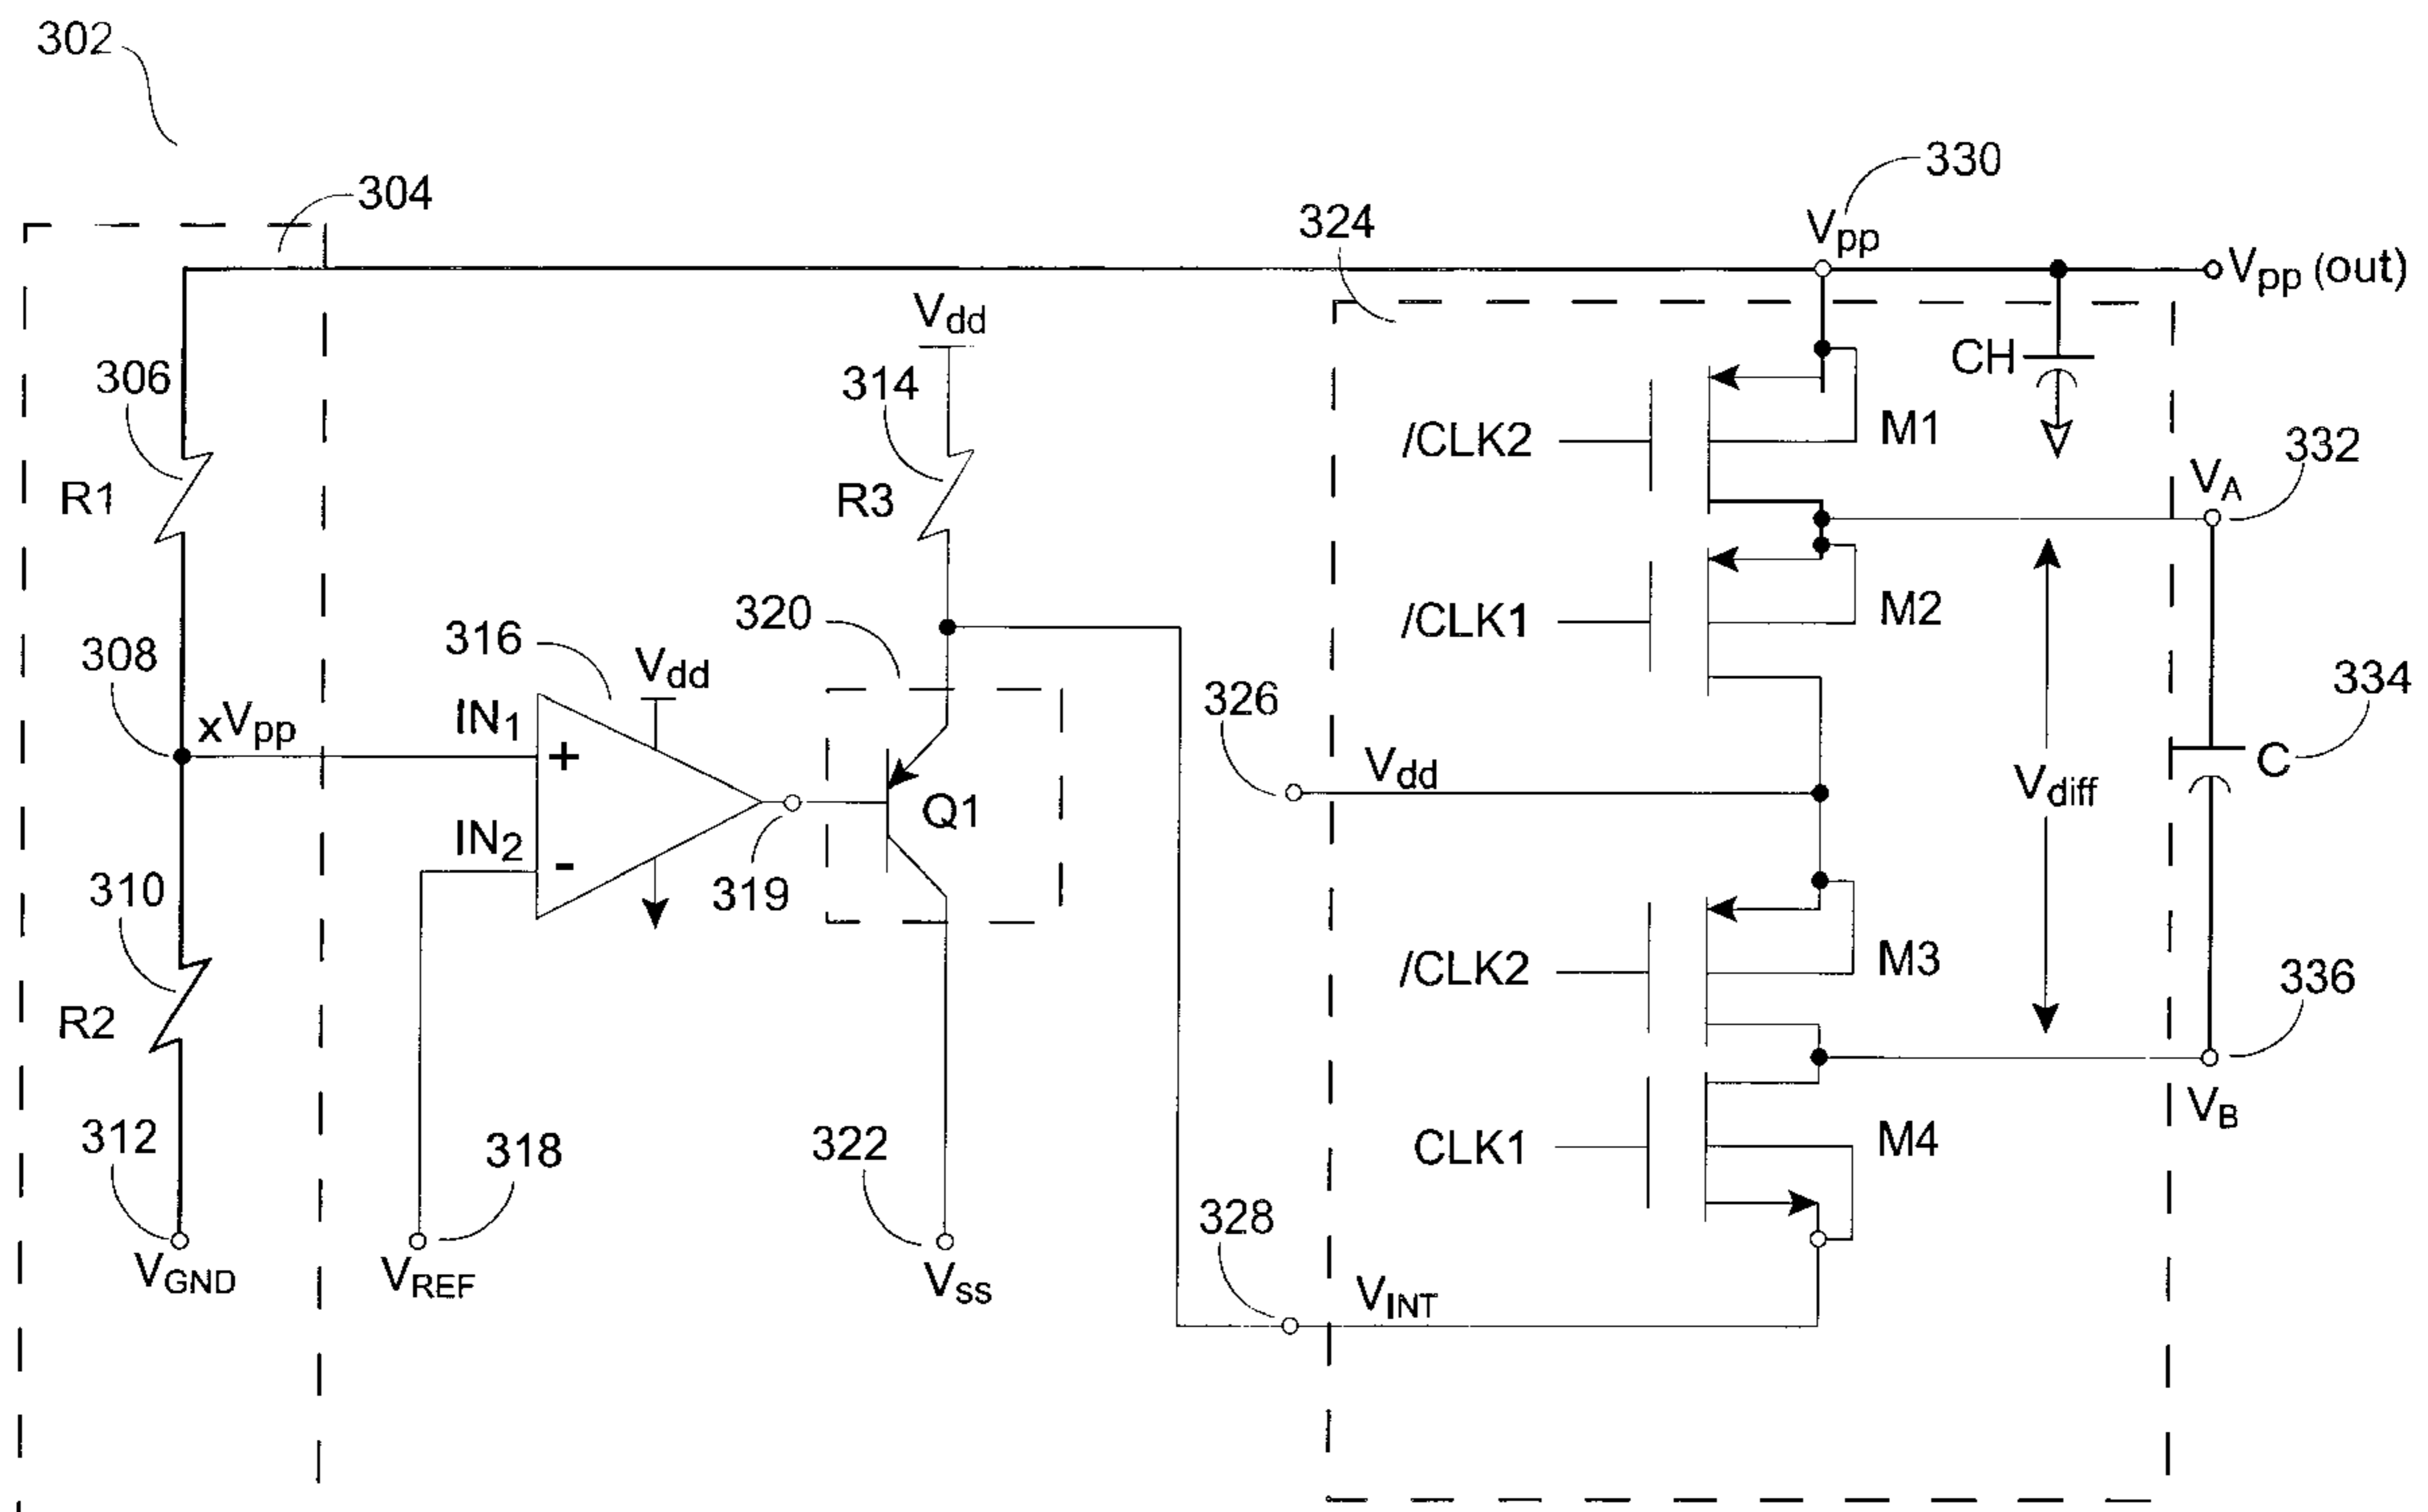 302
304
330
324
Vpp
Vpp (out)
Vdd
306
314
CH
/CLK2
M1
332
R1
R3
VA
/CLK1
M2
320
316
308
Vdd
326
334
IN1
xVpp
+
Vdd
C
Vdiff
Q1
IN2
-
319
310
/CLK2
M3
336
R2
VB
312
318
322
CLK1
M4
328
VGND
VREF
Vss
VINT